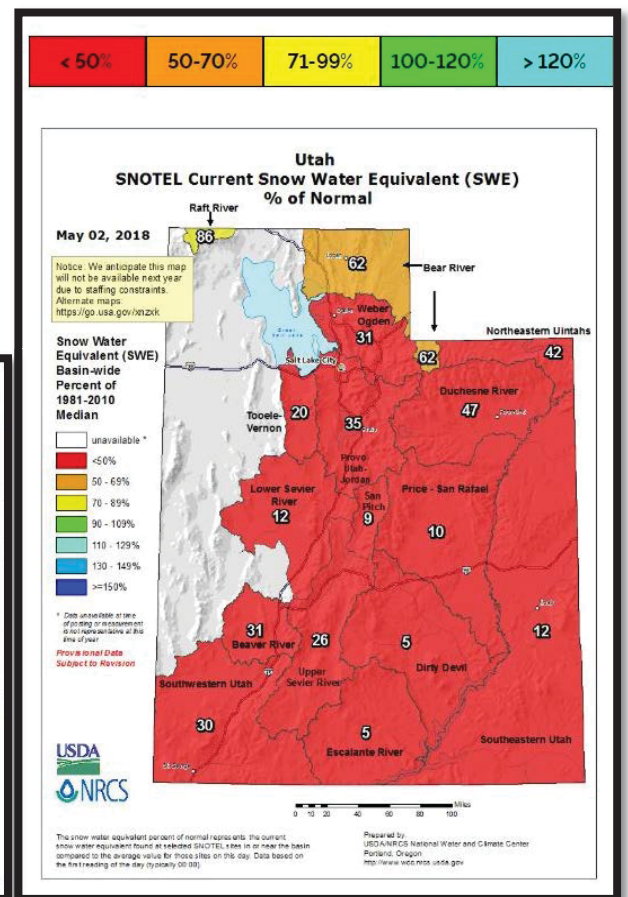 < 50%
50-70%
71-99%
100-120%
> 120%
Utah
SNOTEL Current Snow Water Equivalent (SWE)
% of Normal
Raft River
May 02, 2018
86
62
Bear River
Notice: We anticipate this map
will not be available next year
due to staffing constraints.
Alternate maps:
https://go.usa.gov/xnzxk
Weber
Ogden
31
Northeastern Uintahs
62
42
Salt Lake City
Snow Water
Equivalent (SWE)
Basin-wide
Percent of
1981-2010
Median
unavailable *
<50%
50 - 69%
70 - 89%
90 - 109%
110 - 129%
130 - 149%
>=150%
Duchesne River
47
Tooele-
Vernon
20
35
Provo
Utah-
Jordan
Lower Sevier
River
12
San
Pitch
9
Price - San Rafael
10
* Data unavailable at time
of posting or measurement
is not representative at this
time of year
Provisional Data
Subject to Revision
31
Beaver River
26
Upper
Sevier River
5
Dirty Devil
12
Southwestern Utah
30
5
Escalante River
Southeastern Utah
USDA
NRCS
Miles
0 10 20 40 60 80 100
The snow water equivalent percent of normal represents the current
snow water equivalent found at selected SNOTEL sites in or near the basin
compared to the average value for those sites on this day. Data based on
the first reading of the day (typically 00:00).
Prepared by:
USDA/NRCS National Water and Climate Center
Portland, Oregon
http://www.wcc.nrcs.usda.gov